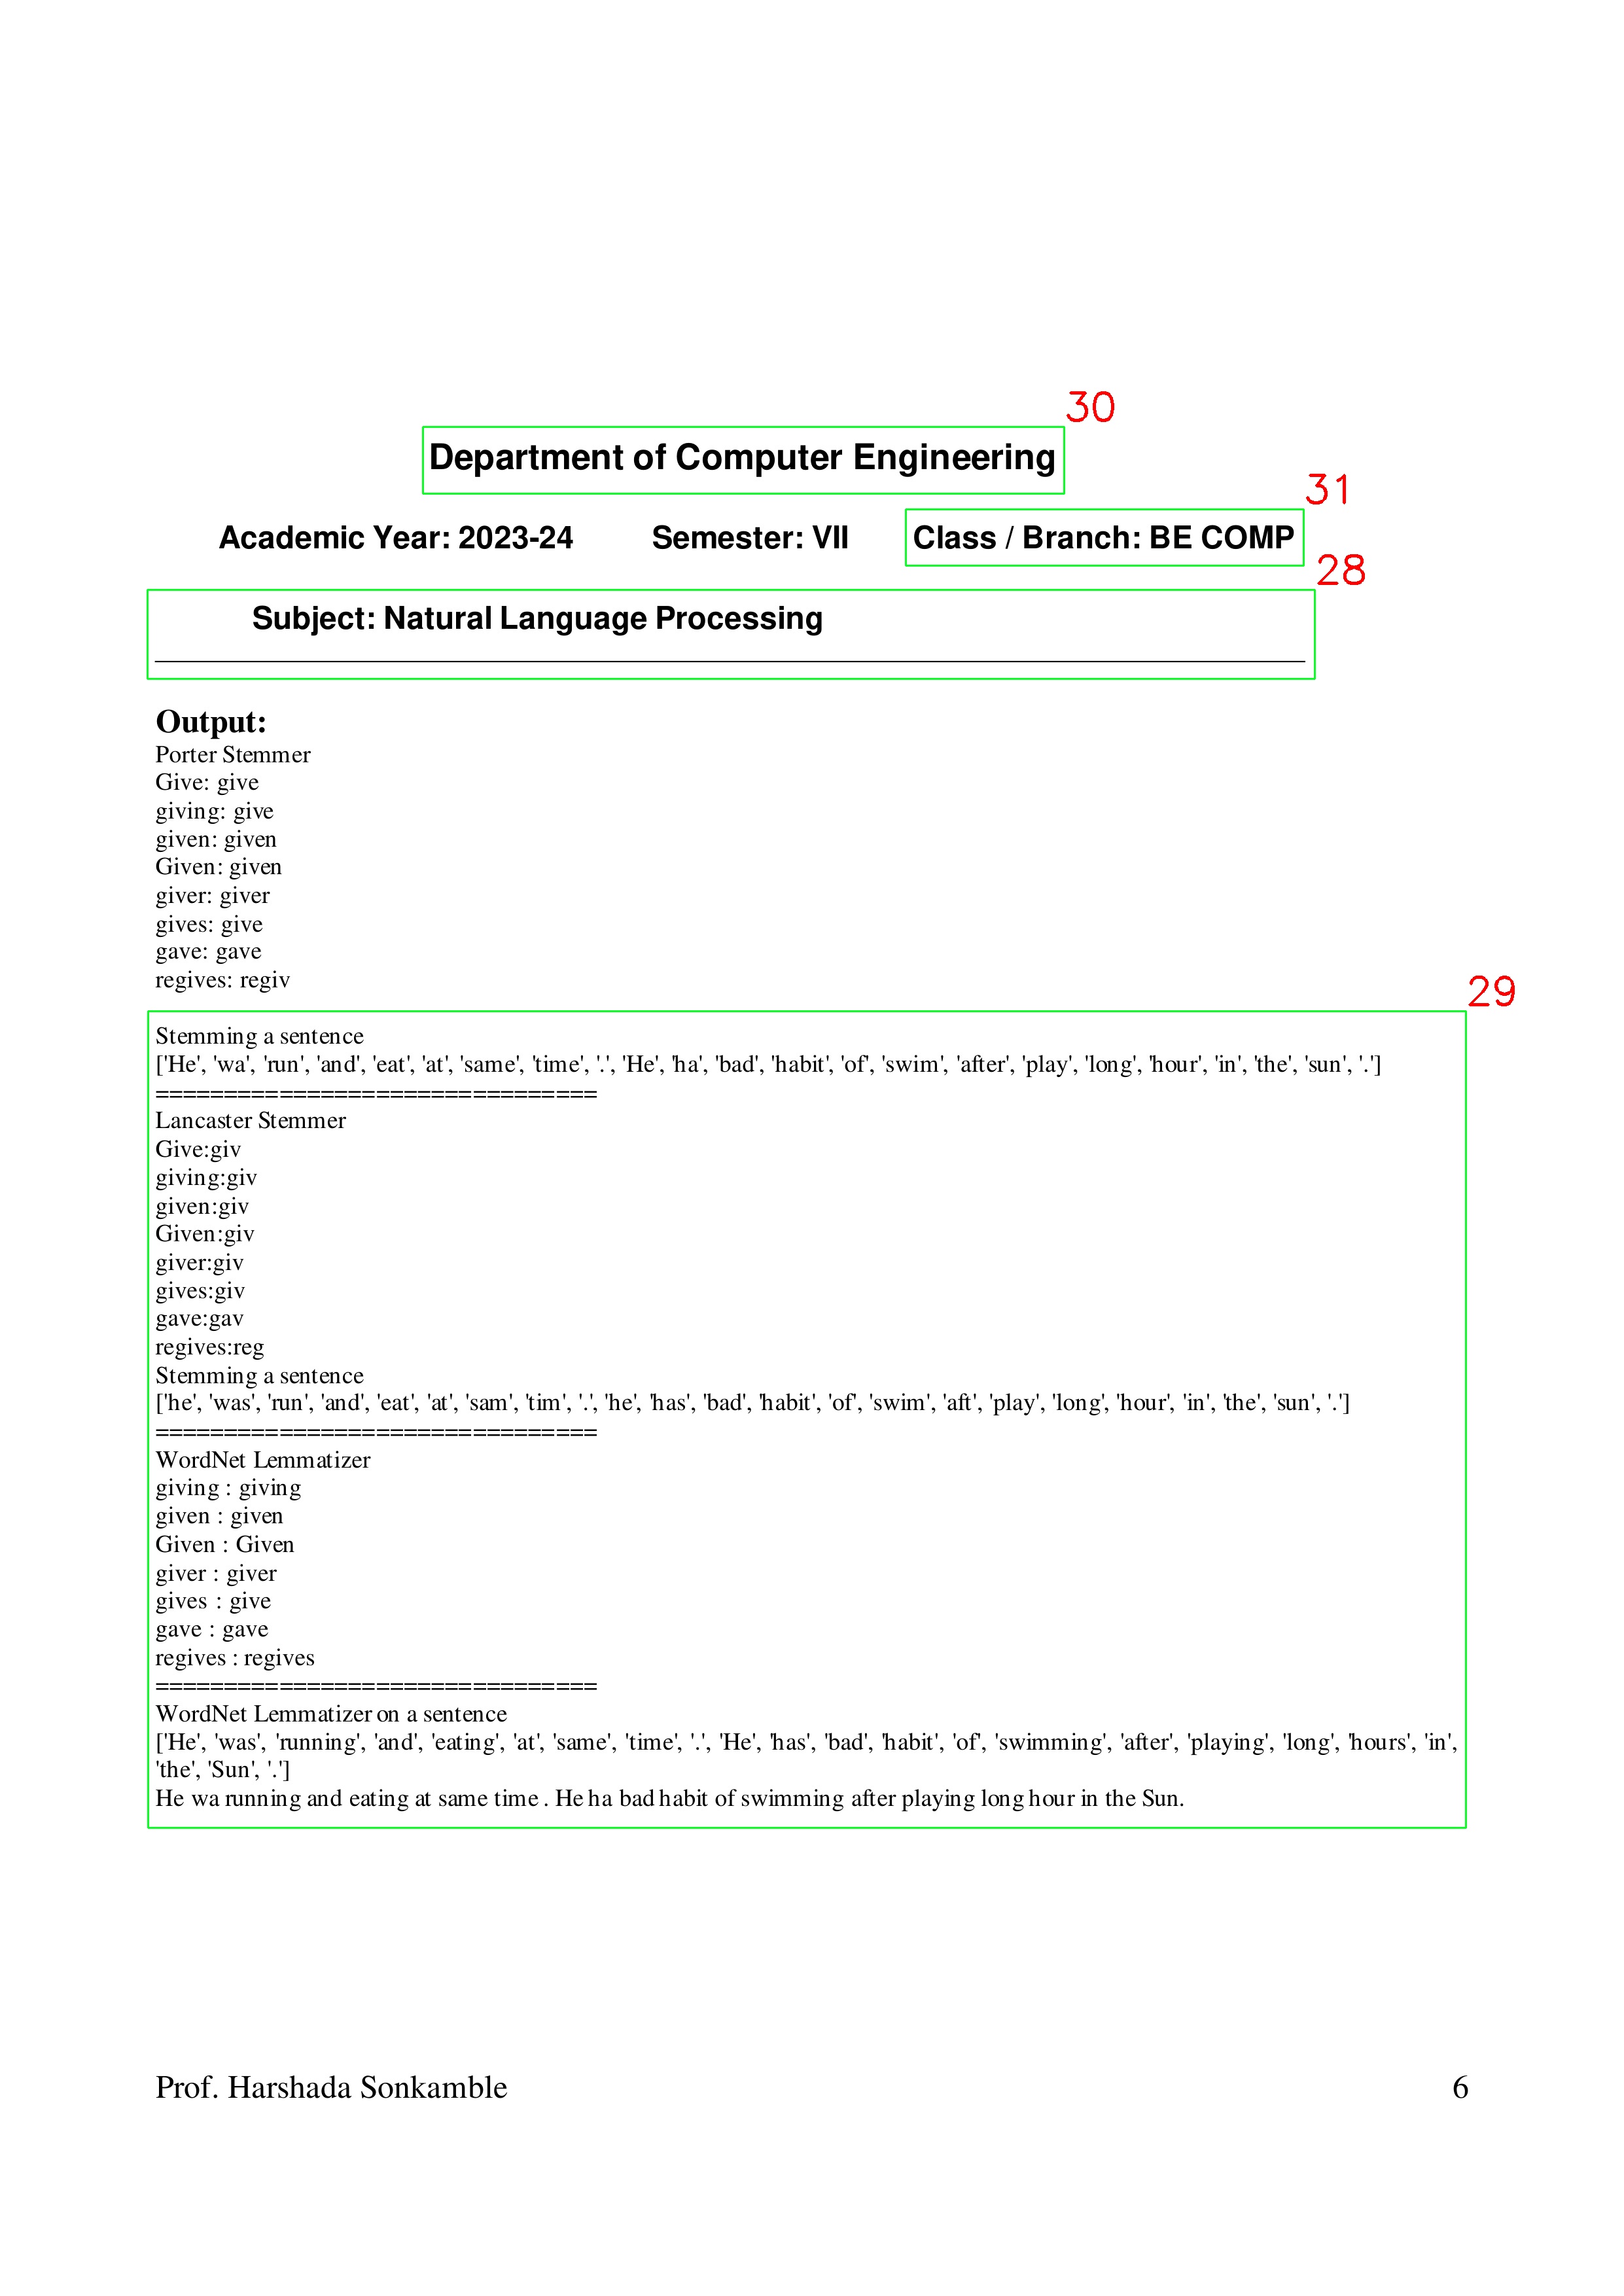 30
Department of Computer Engineering
31
Academic Year: 2023-24 Semester: VII Class / Branch: BE COMP
28
Subject: Natural Language Processing
Output:
Porter Stemmer
Give: give
giving: give
given: given
Given: given
giver: giver
gives: give
gave: gave
regives: regiv
29
Stemming a sentence
['He', 'wa', 'run', 'and', 'eat', 'at', 'same', 'time', '.', 'He', 'ha', 'bad', 'habit', 'of', 'swim', 'after', 'play', 'long', 'hour', 'in', 'the', 'sun', '.']
================================
Lancaster Stemmer
Give:giv
giving:giv
given:giv
Given:giv
giver:giv
gives:giv
gave:gav
regives:reg
Stemming a sentence
['he', 'was', 'run', 'and', 'eat', 'at', 'sam', 'tim', '.', 'he', 'has', 'bad', 'habit', 'of', 'swim', 'aft', 'play', 'long', 'hour', 'in', 'the', 'sun', '.']
================================
WordNet Lemmatizer
giving : giving
given : given
Given : Given
giver : giver
gives : give
gave : gave
regives : regives
================================
WordNet Lemmatizer on a sentence
['He', 'was', 'running', 'and', 'eating', 'at', 'same', 'time', '.', 'He', 'has', 'bad', 'habit', 'of', 'swimming', 'after', 'playing', 'long', 'hours', 'in',
'the', 'Sun', '.']
He wa running and eating at same time . He ha bad habit of swimming after playing long hour in the Sun.
Prof. Harshada Sonkamble 6